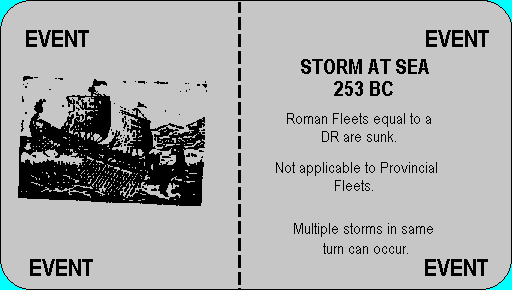 EVENT
EVENT
STORM AT SEA
253 BC
Roman Fleets equal to a
DR are sunk.
Not applicable to Provincial
Fleets.
Multiple storms in same
turn can occur.
EVENT
EVENT